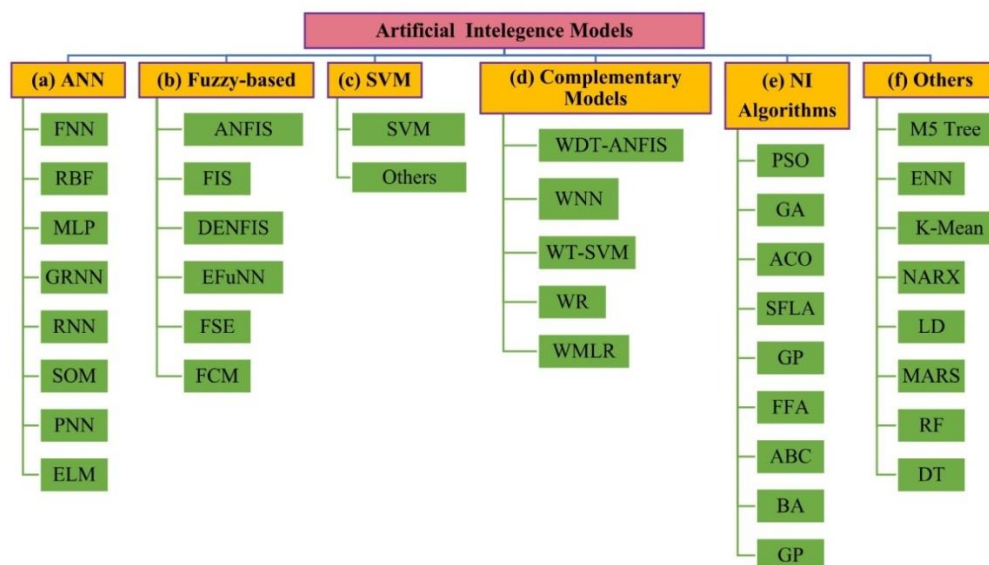 Artificial Intelegence Models
(a) ANN
FNN
RBF
MLP
GRNN
RNN
SOM
PNN
ELM
(b) Fuzzy-based
ANFIS
FIS
DENFIS
EFuNN
FSE
FCM
(c) SVM
SVM
Others
(d) Complementary
Models
WDT-ANFIS
WNN
WT-SVM
WR
WMLR
(e) NI
Algorithms
PSO
GA
ACO
SFLA
GP
FFA
ABC
BA
GP
(f) Others
M5 Tree
ENN
K-Mean
NARX
LD
MARS
RF
DT